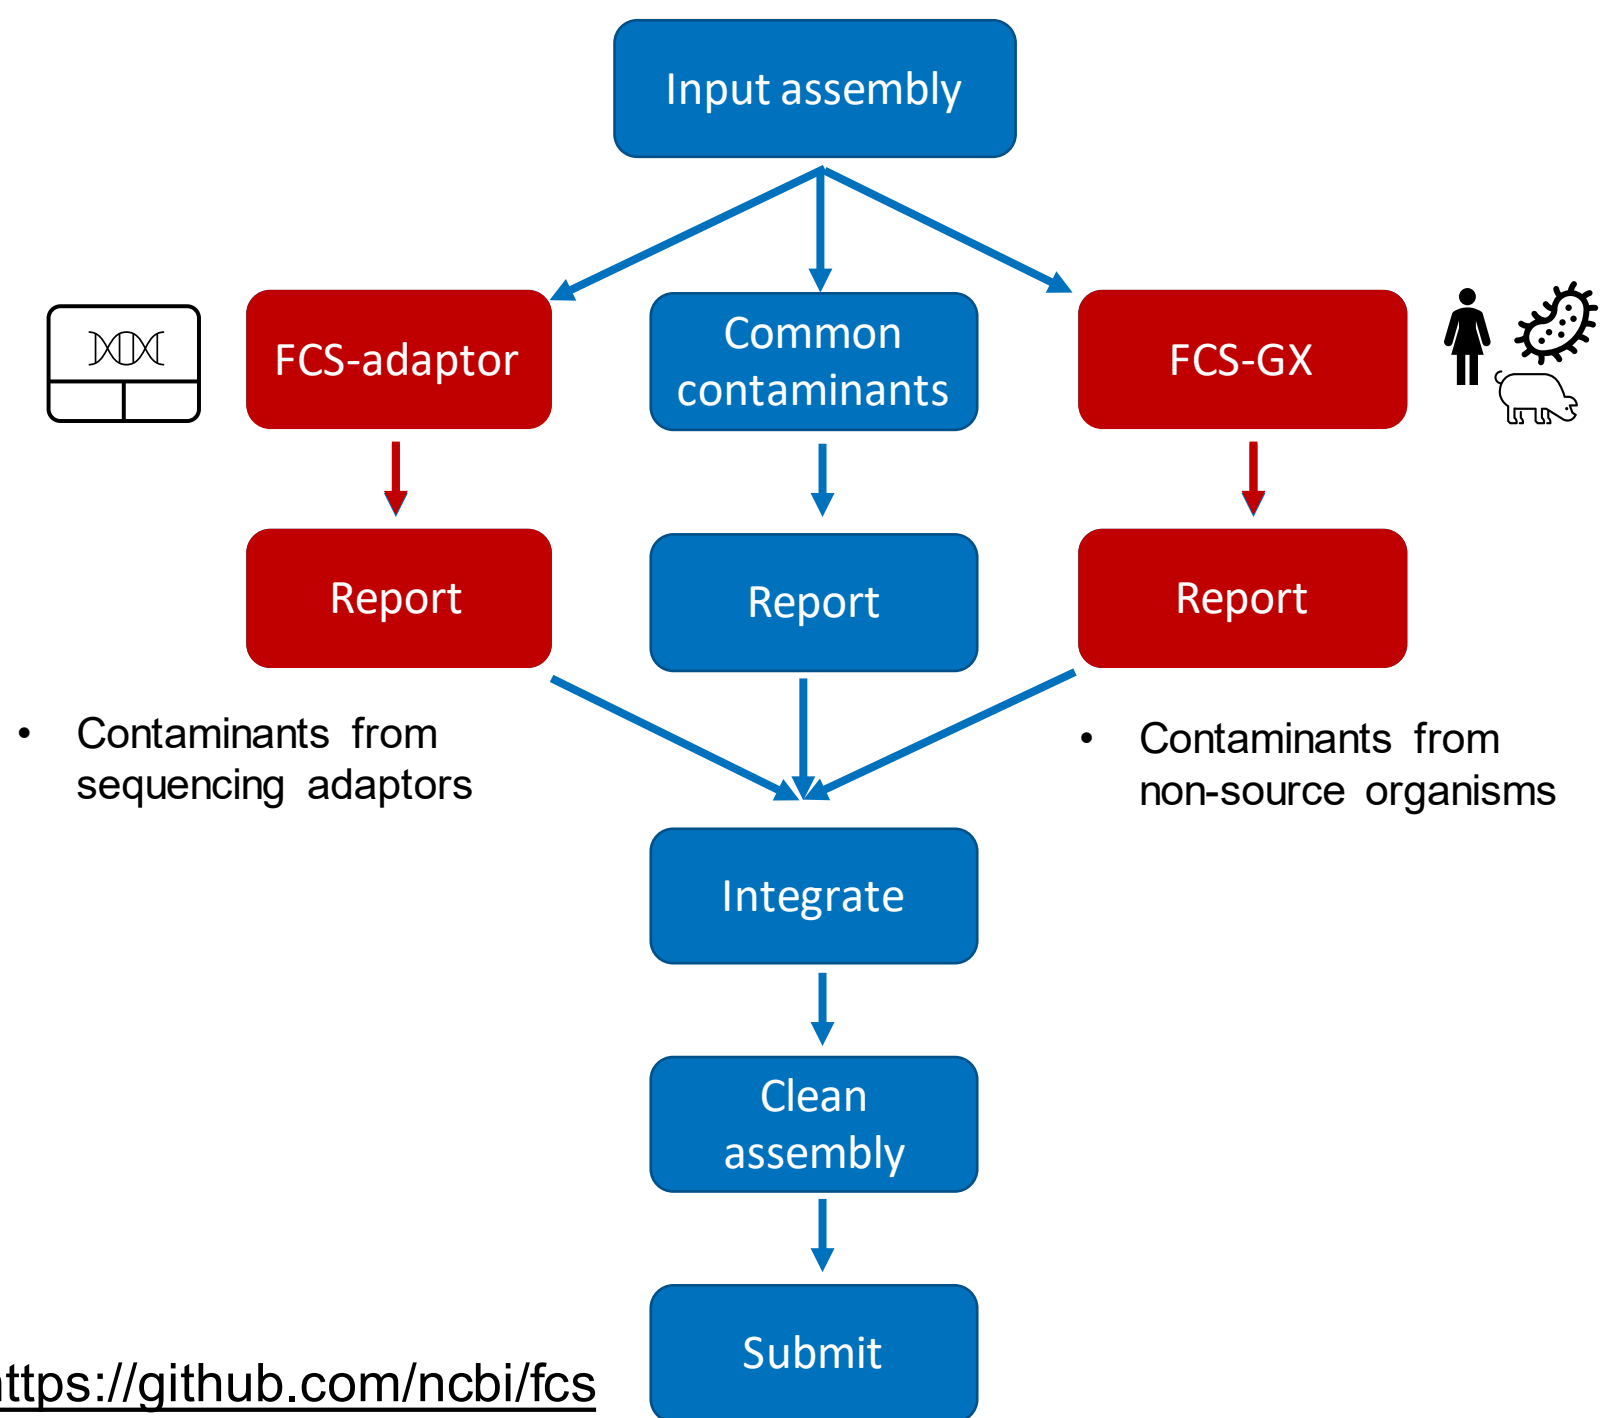 Input assembly
FCS-adaptor
Common
contaminants
FCS-GX
Report
Report
Report
• Contaminants from
sequencing adaptors
• Contaminants from
non-source organisms
Integrate
Clean
assembly
Submit
https://github.com/ncbi/fcs